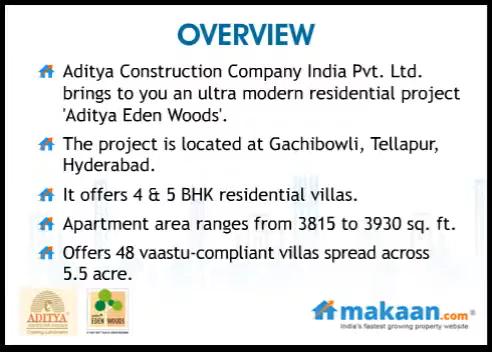 OVERVIEW
Aditya Construction Company India Pvt. Ltd.
brings to you an ultra modern residential project
'Aditya Eden Woods'.
The project is located at Gachibowli, Tellapur,
Hyderabad.
It offers 4 & 5 BHK residential villas.
Apartment area ranges from 3815 to 3930 sq. ft.
Offers 48 vaastu-compliant villas spread across
5.5 acre.
ADITYA
EDEN WOODS
makaan.com
India's fastest growing property website